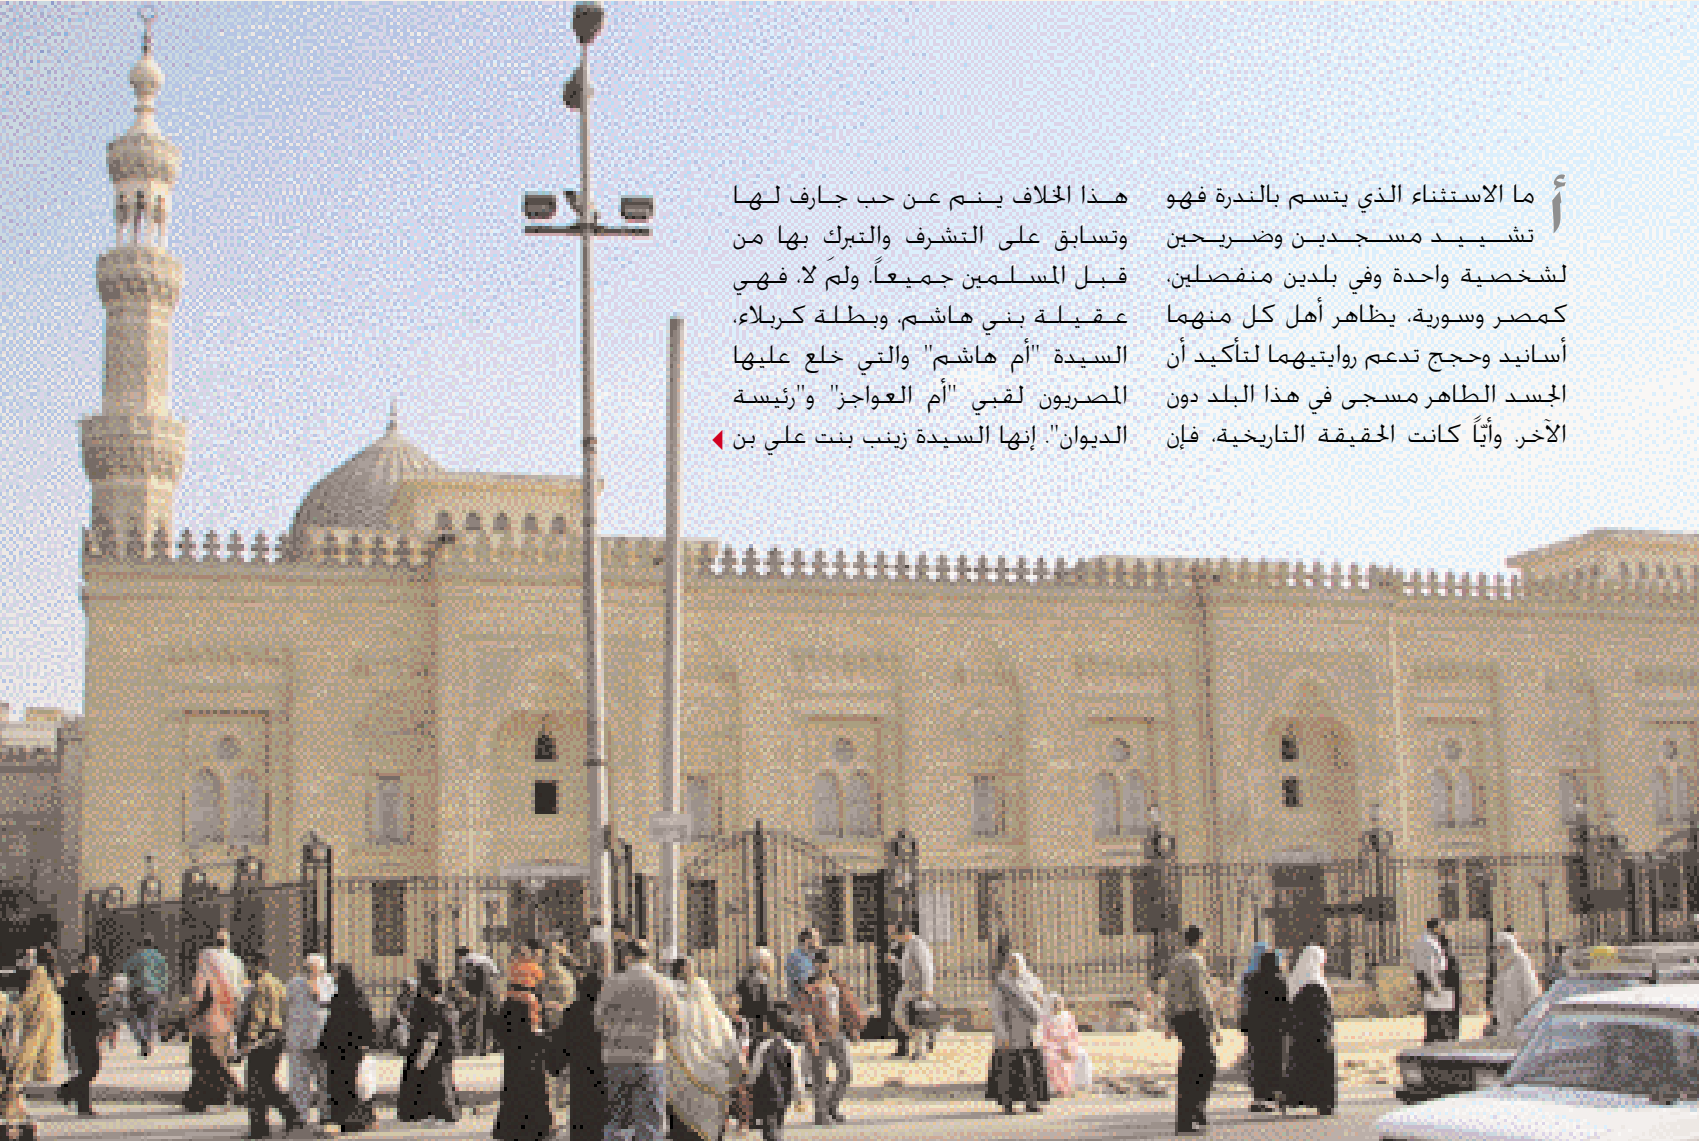 أما الاستثناء الذي يتسم بالندرة فهو
تشييد مسجدين وضريحين
لشخصية واحدة وفي بلدين منفصلين،
كمصر وسورية، يظاهر أهل كل منهما
أسانيد وحجج تدعم روايتيهما لتأكيد أن
الجسد الطاهر مسجى في هذا البلد دون
الآخر. وأيّاً كانت الحقيقة التاريخية، فإن
هذا الخلاف ينم عن حب جارف لها
وتسابق على التشرف والتبرك بها من
قبل المسلمين جميعاً. ولمَ لا، فهي
عقيلة بني هاشم، وبطلة كربلاء،
السيدة "أم هاشم" والتي خلع عليها
المصريون لقبي "أم العواجز" و"رئيسة
الديوان". إنها السيدة زينب بنت علي بن